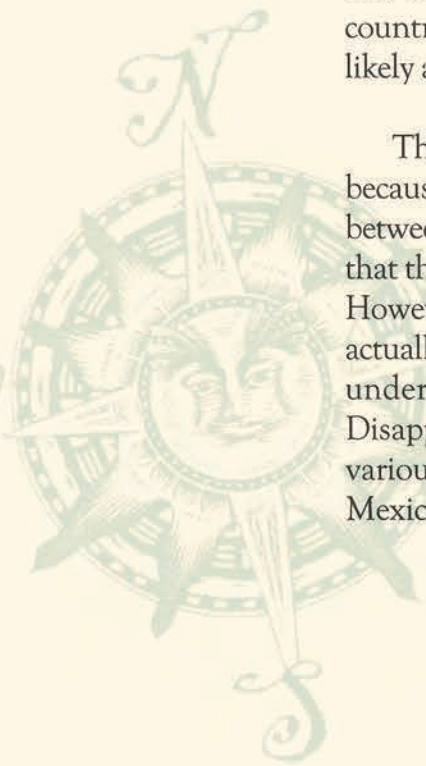 countr
likely a
Th
becaus
betwee
that th
Howev
actuall
under
Disapp
variou
Mexic
N
S